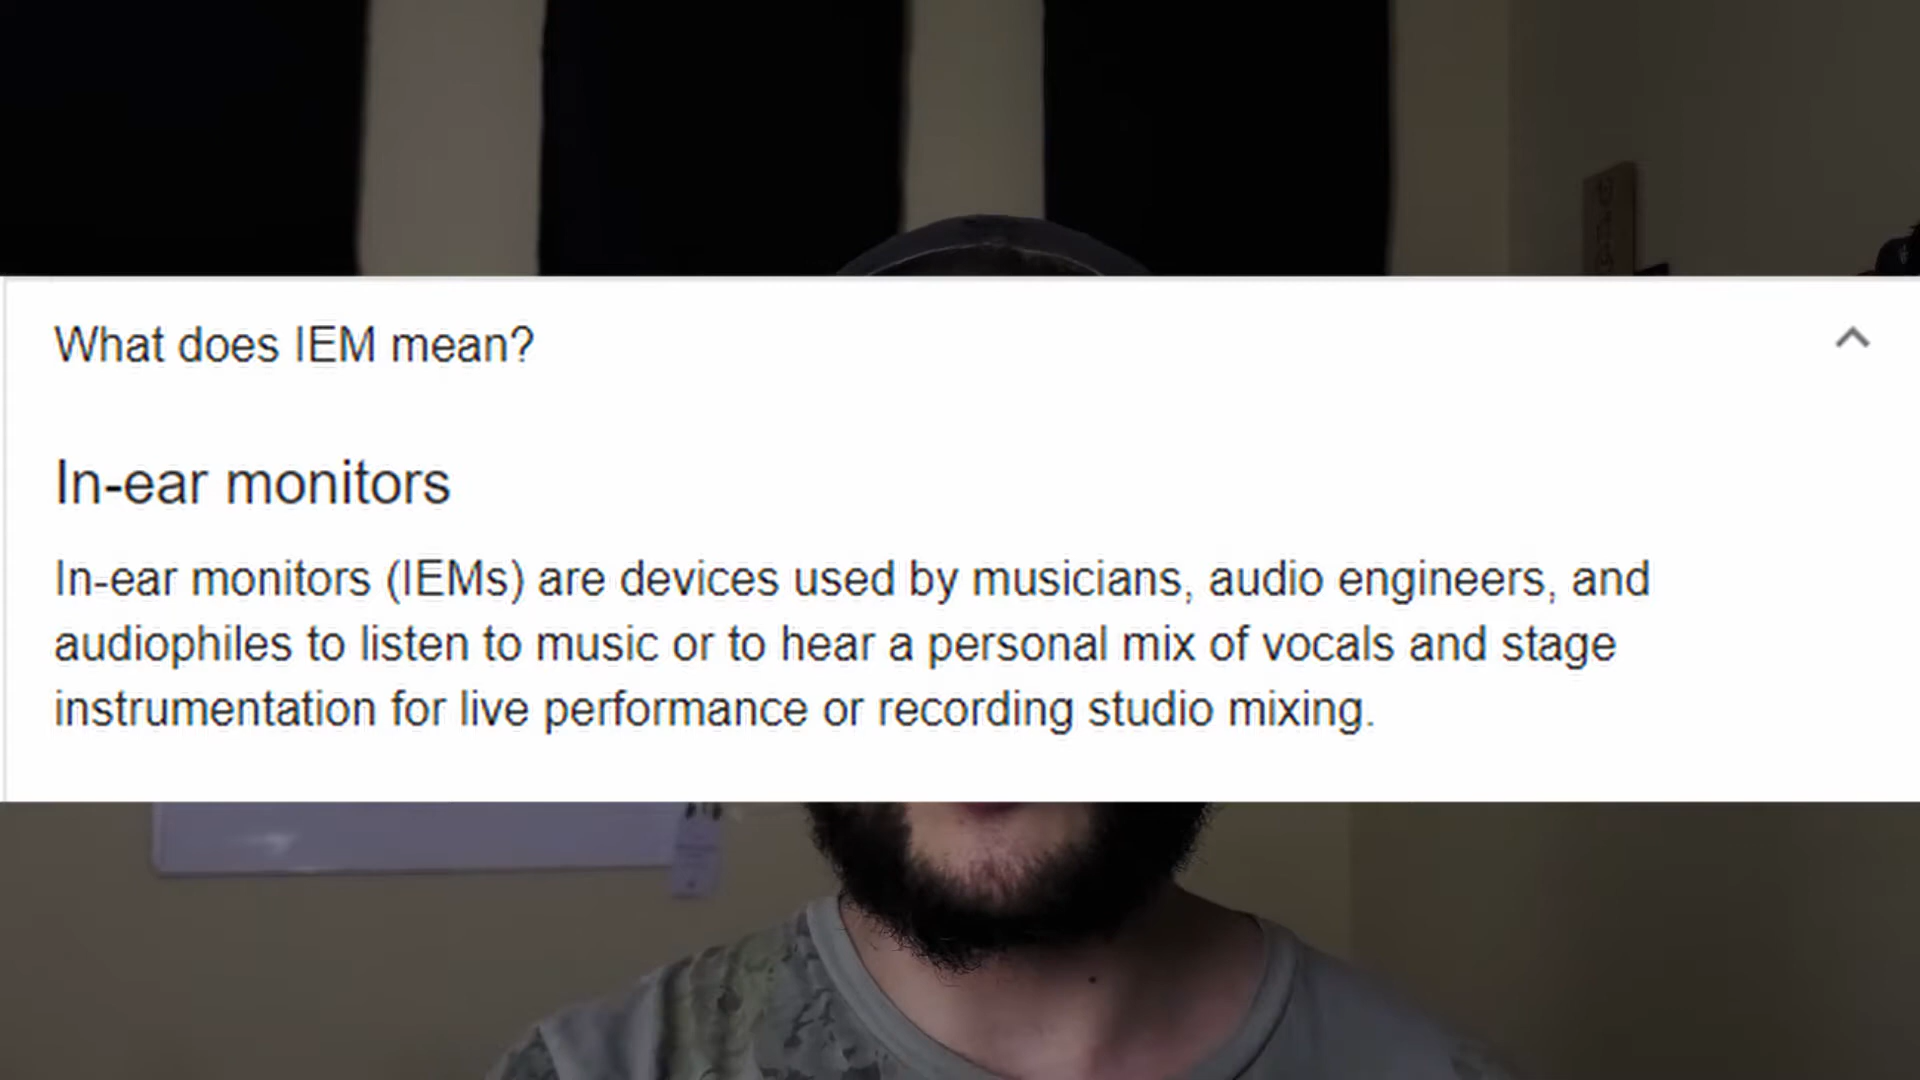 What does IEM mean?
In-ear monitors
In-ear monitors (IEMs) are devices used by musicians, audio engineers, and
audiophiles to listen to music or to hear a personal mix of vocals and stage
instrumentation for live performance or recording studio mixing.